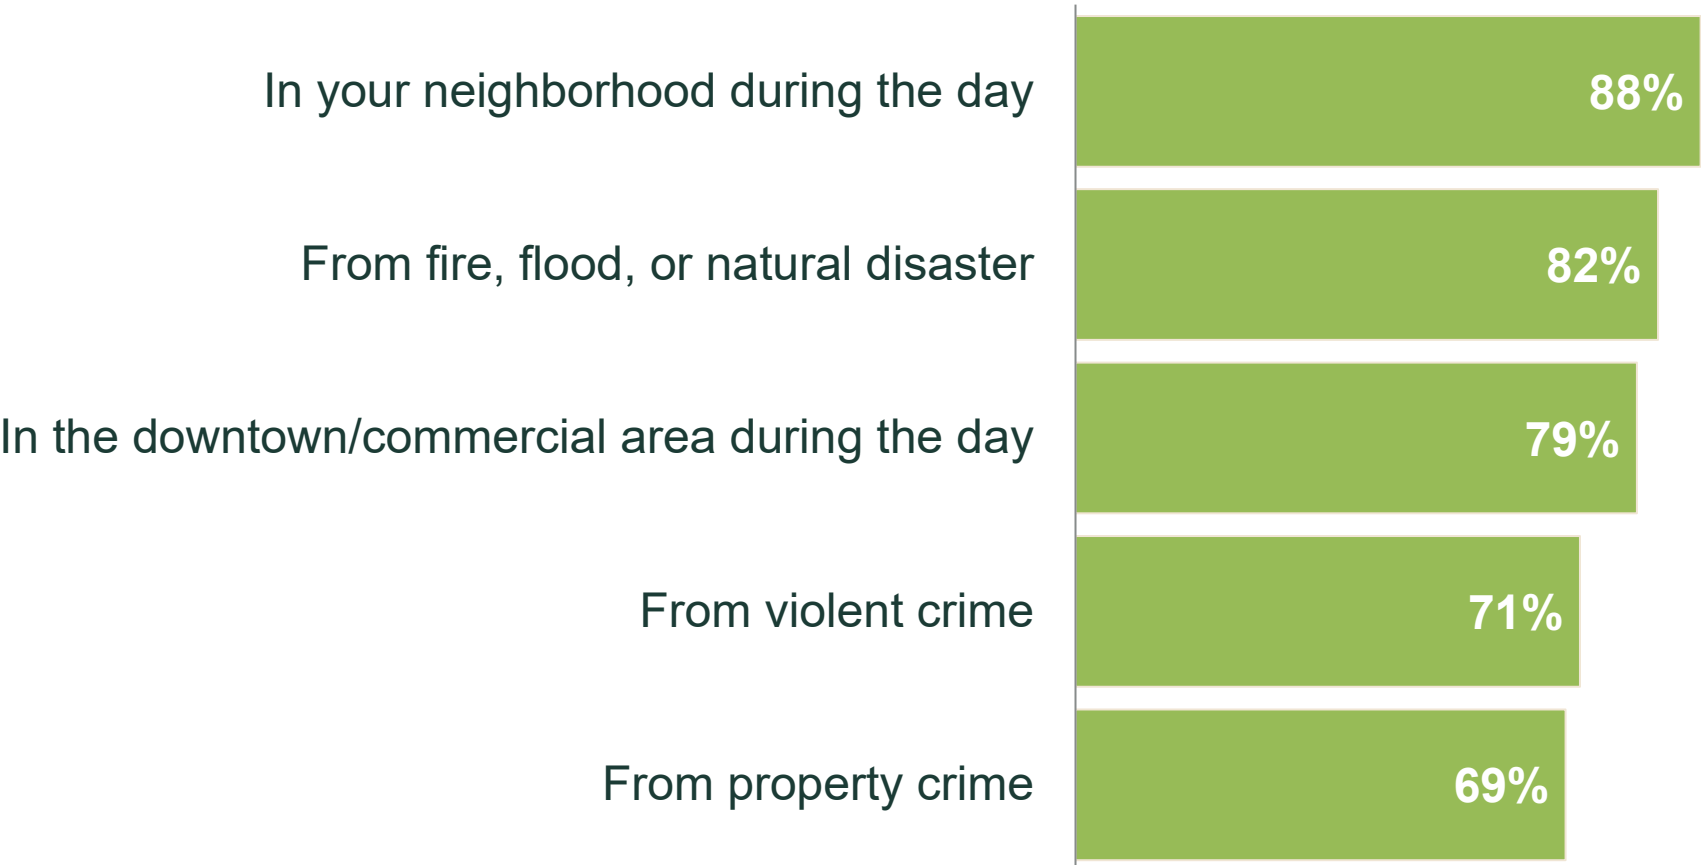 In your neighborhood during the day 88%
From fire, flood, or natural disaster 82%
In the downtown/commercial area during the day 79%
From violent crime 71%
From property crime 69%